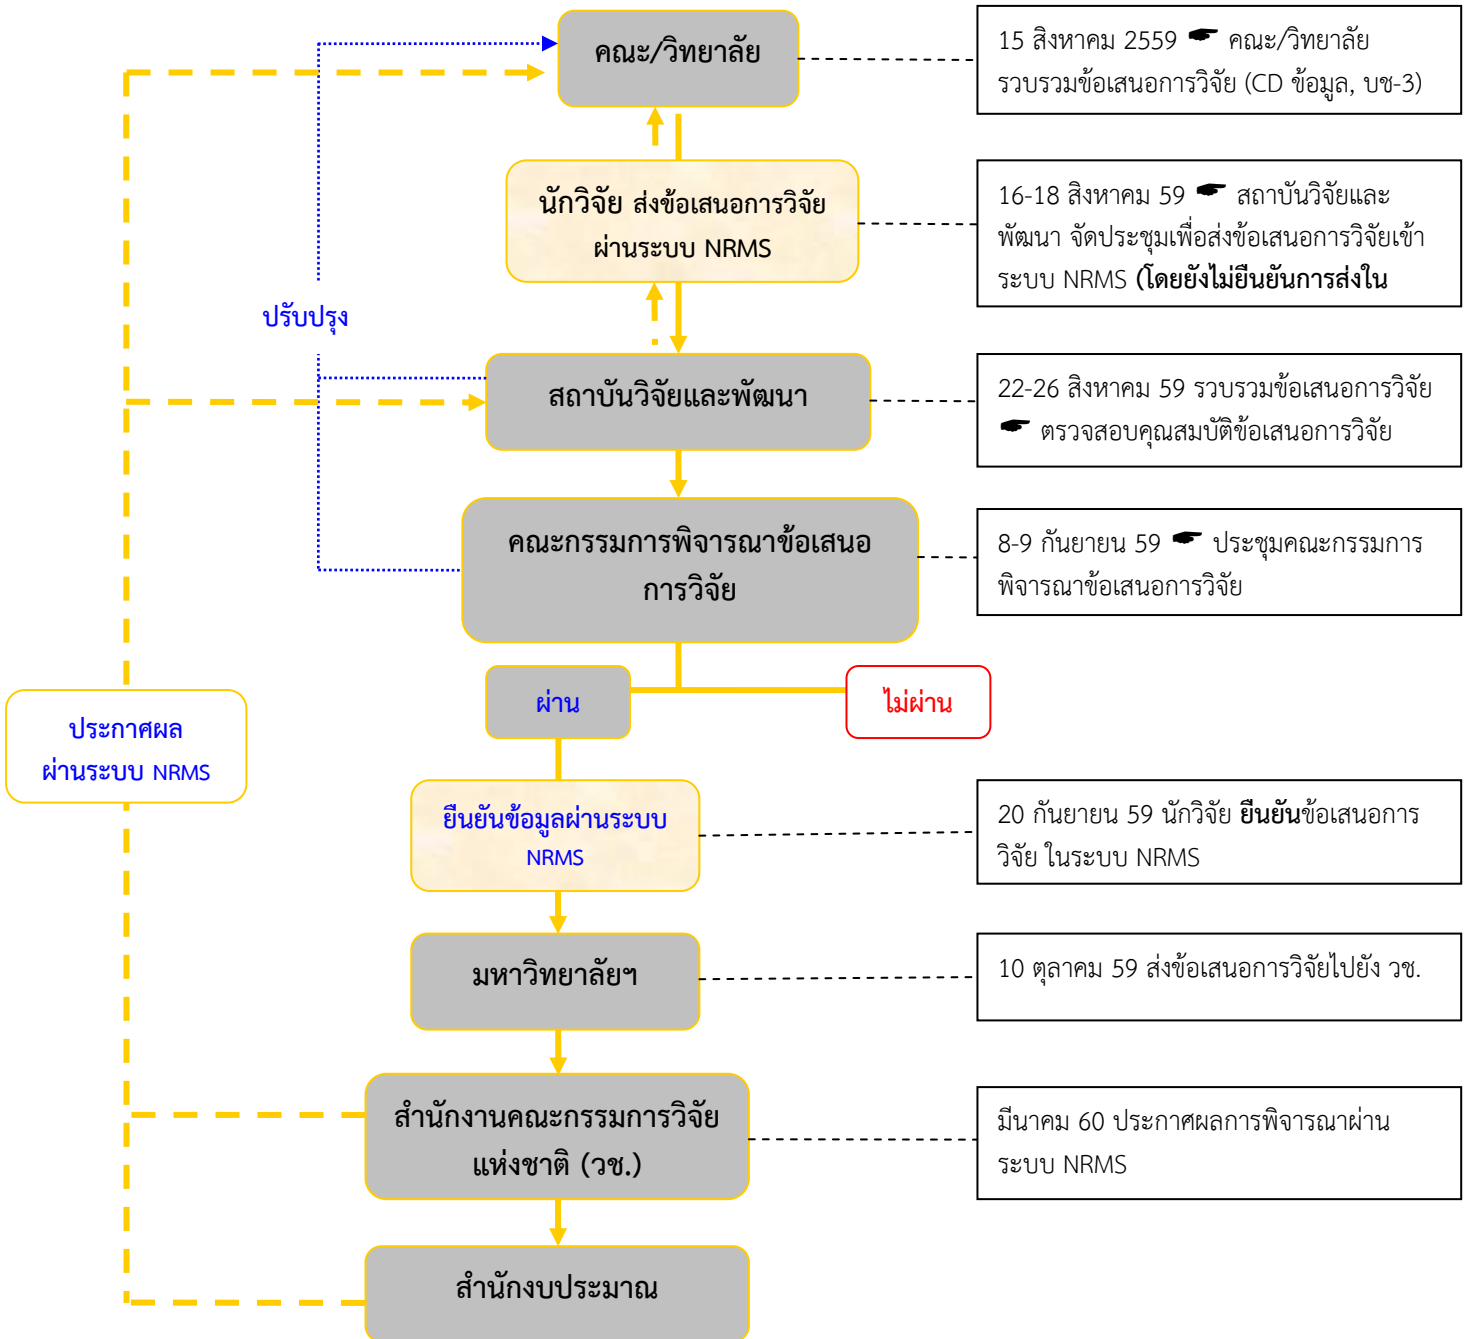 คณะ/วิทยาลัย
15 สิงหาคม 2559 ☛ คณะ/วิทยาลัย
รวบรวมข้อเสนอการวิจัย (CD ข้อมูล, บช-3)
นักวิจัย ส่งข้อเสนอการวิจัย
ผ่านระบบ NRMS
16-18 สิงหาคม 59 ☛ สถาบันวิจัยและ
พัฒนา จัดประชุมเพื่อส่งข้อเสนอการวิจัยเข้า
ระบบ NRMS (โดยยังไม่ยืนยันการส่งใน
ปรับปรุง
สถาบันวิจัยและพัฒนา
22-26 สิงหาคม 59 รวบรวมข้อเสนอการวิจัย
☛ ตรวจสอบคุณสมบัติข้อเสนอการวิจัย
คณะกรรมการพิจารณาข้อเสนอ
การวิจัย
8-9 กันยายน 59 ☛ ประชุมคณะกรรมการ
พิจารณาข้อเสนอการวิจัย
ผ่าน
ไม่ผ่าน
ประกาศผล
ผ่านระบบ NRMS
ยืนยันข้อมูลผ่านระบบ
NRMS
20 กันยายน 59 นักวิจัย ยืนยันข้อเสนอการ
วิจัย ในระบบ NRMS
มหาวิทยาลัยฯ
10 ตุลาคม 59 ส่งข้อเสนอการวิจัยไปยัง วช.
สำนักงานคณะกรรมการวิจัย
แห่งชาติ (วช.)
มีนาคม 60 ประกาศผลการพิจารณาผ่าน
ระบบ NRMS
สำนักงบประมาณ